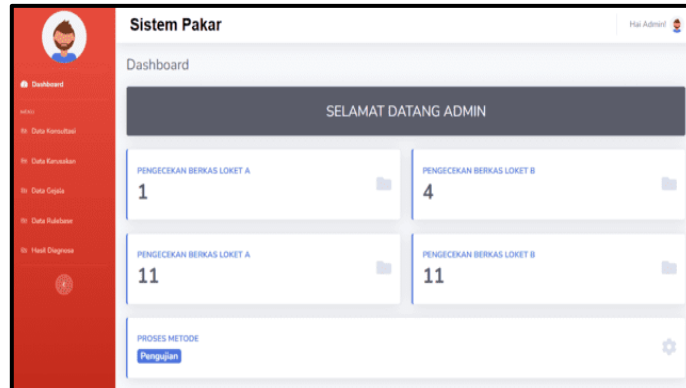 Sistem Pakar
Hai Admin!
Dashboard
Dashboard
SELAMAT DATANG ADMIN
MENU
Data Konsultasi
Data Kerusakan
Data Gejala
Data Rulebase
Hasil Diagnosa
PENGECEKAN BERKAS LOKET A
1
PENGECEKAN BERKAS LOKET B
4
PENGECEKAN BERKAS LOKET A
11
PENGECEKAN BERKAS LOKET B
11
PROSES METODE
Pengujian